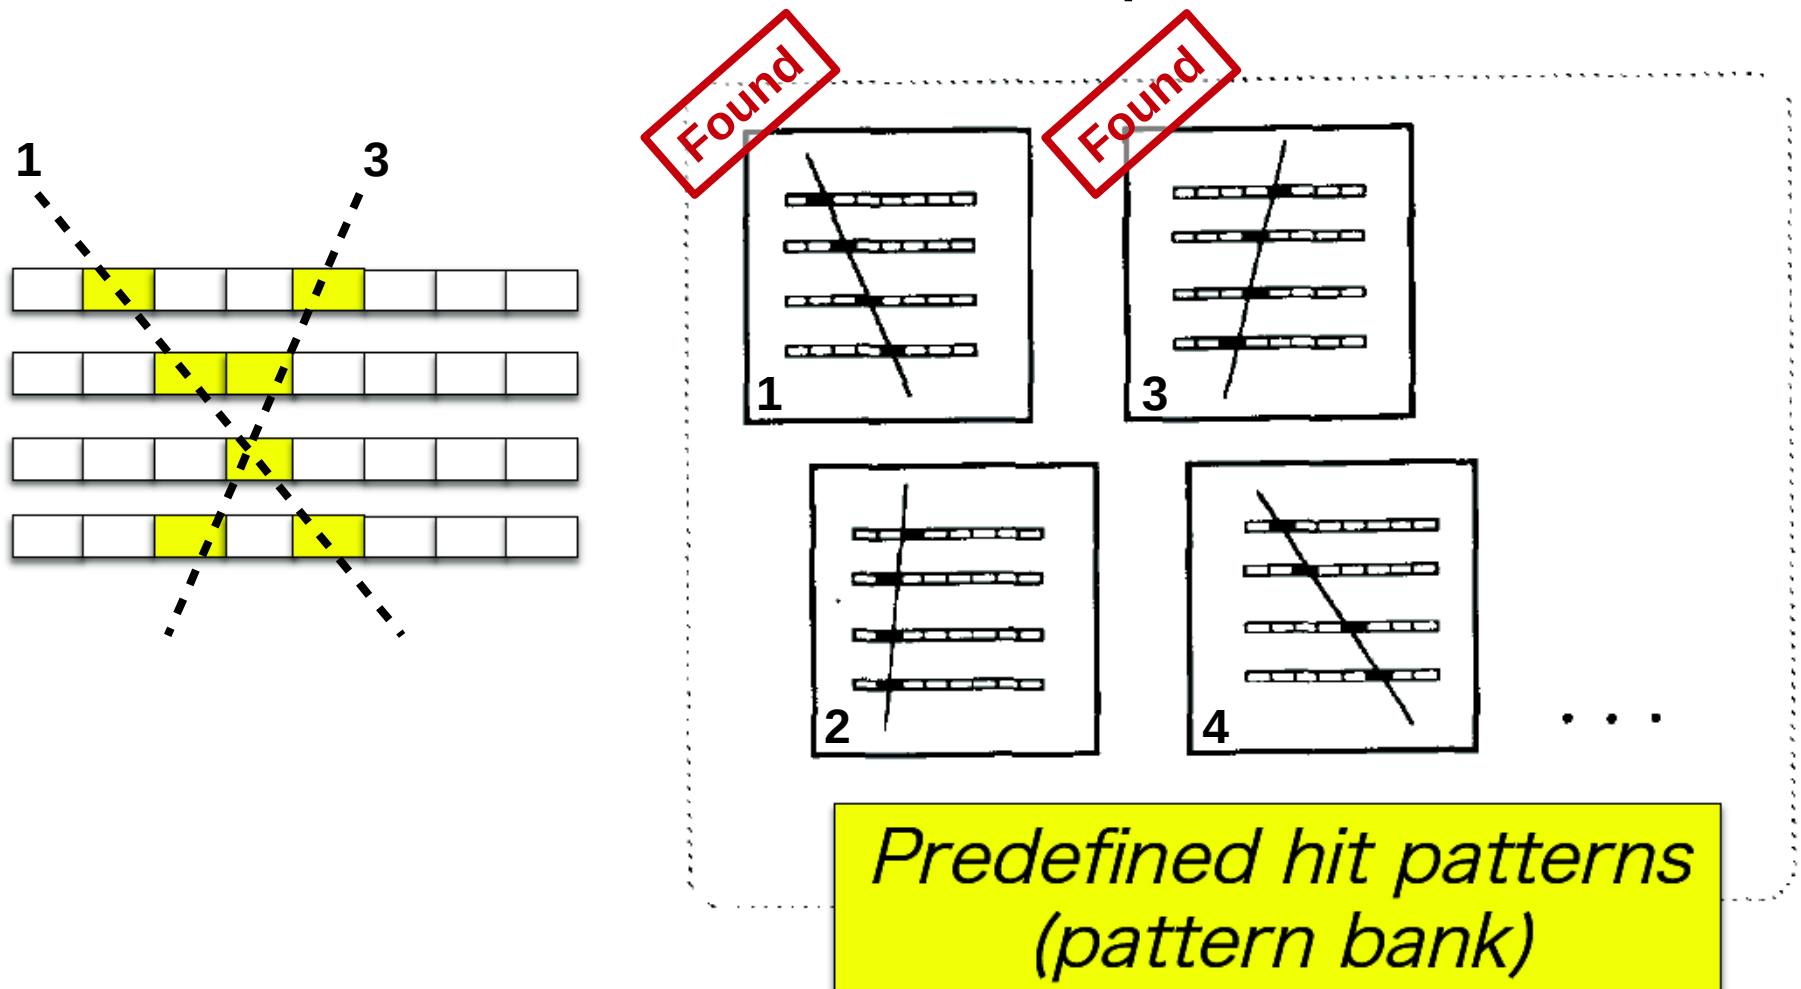 Found
Found
1
3
1
3
2
4
. . .
Predefined hit patterns
(pattern bank)